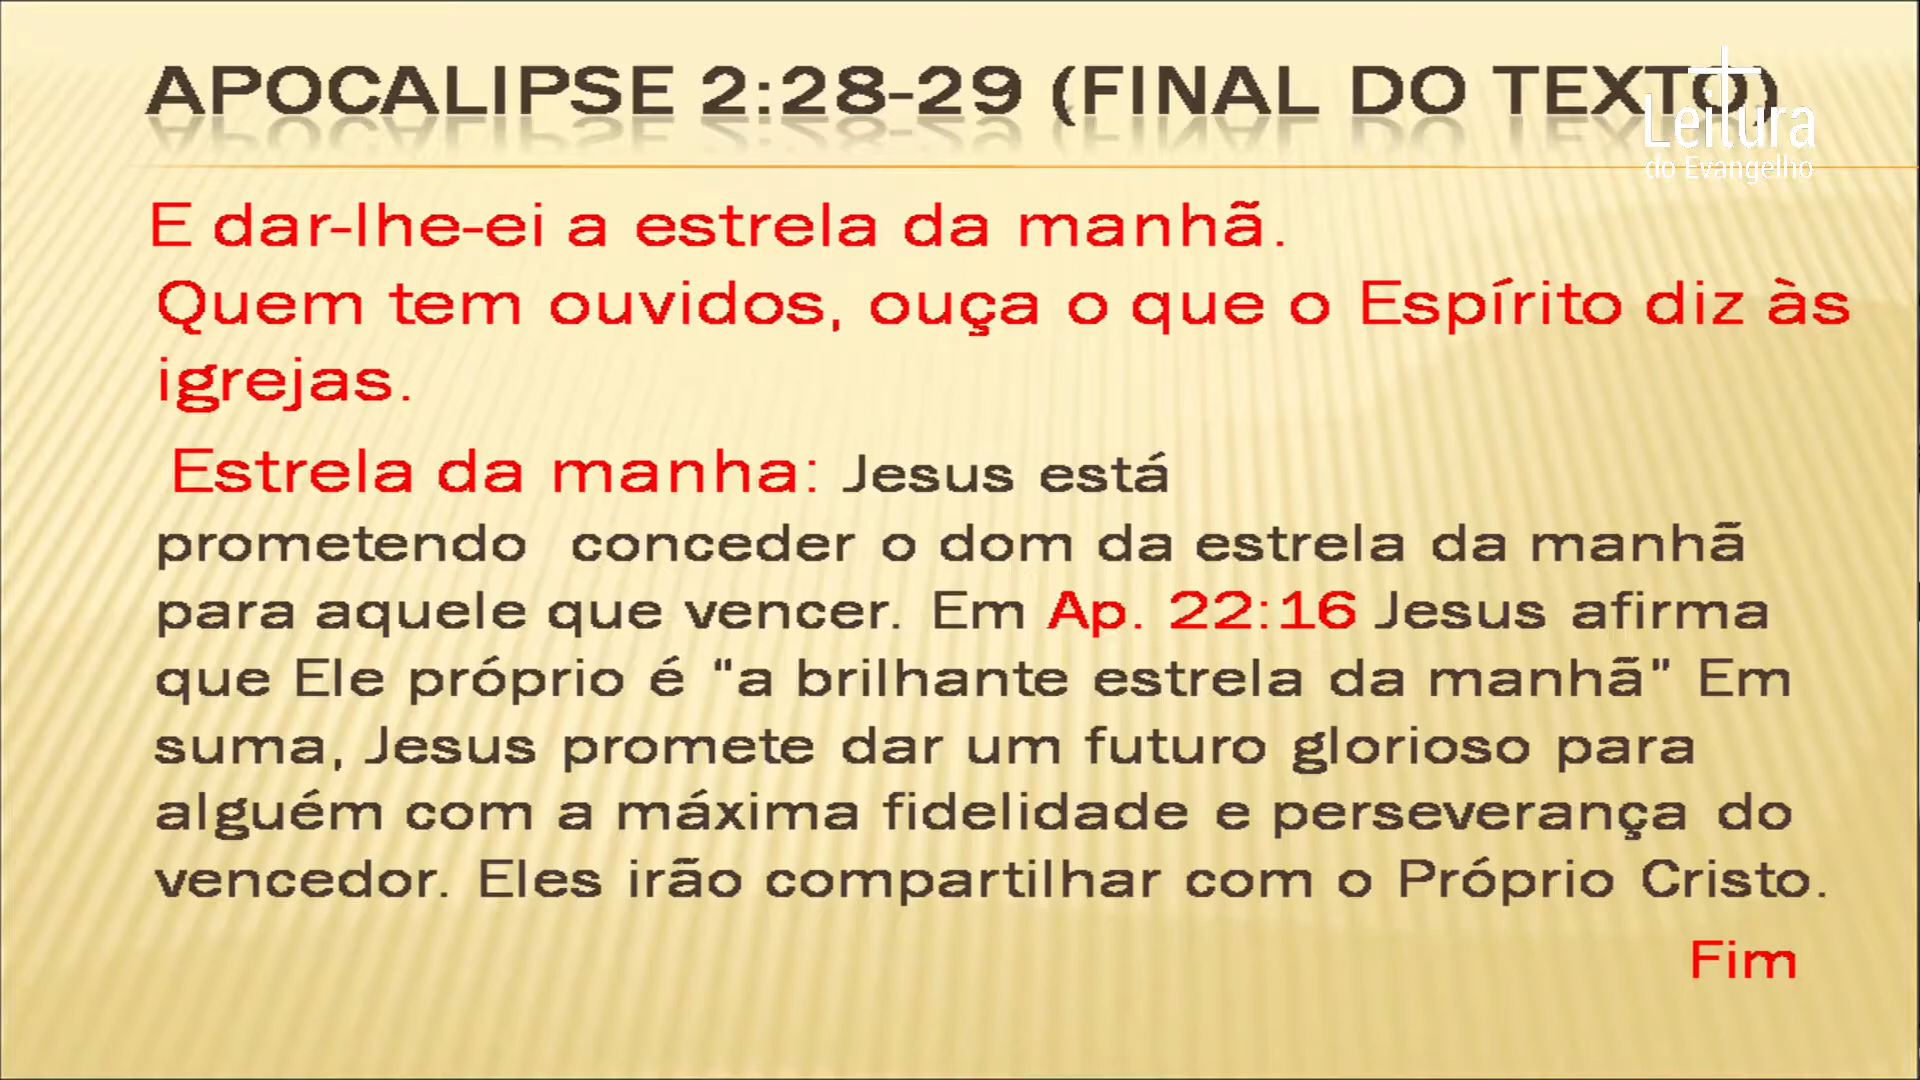 APOCALIPSE 2:28-29 (FINAL DO TEXTO)
Leitura
do Evangelho
E dar-lhe-ei a estrela da manhã.
Quem tem ouvidos, ouça o que o Espírito diz às
igrejas.
Estrela da manha: Jesus está
prometendo conceder o dom da estrela da manhã
para aquele que vencer. Em Ap. 22:16 Jesus afirma
que Ele próprio é "a brilhante estrela da manhã" Em
suma, Jesus promete dar um futuro glorioso para
alguém com a máxima fidelidade e perseverança do
vencedor. Eles irão compartilhar com o Próprio Cristo.
Fim